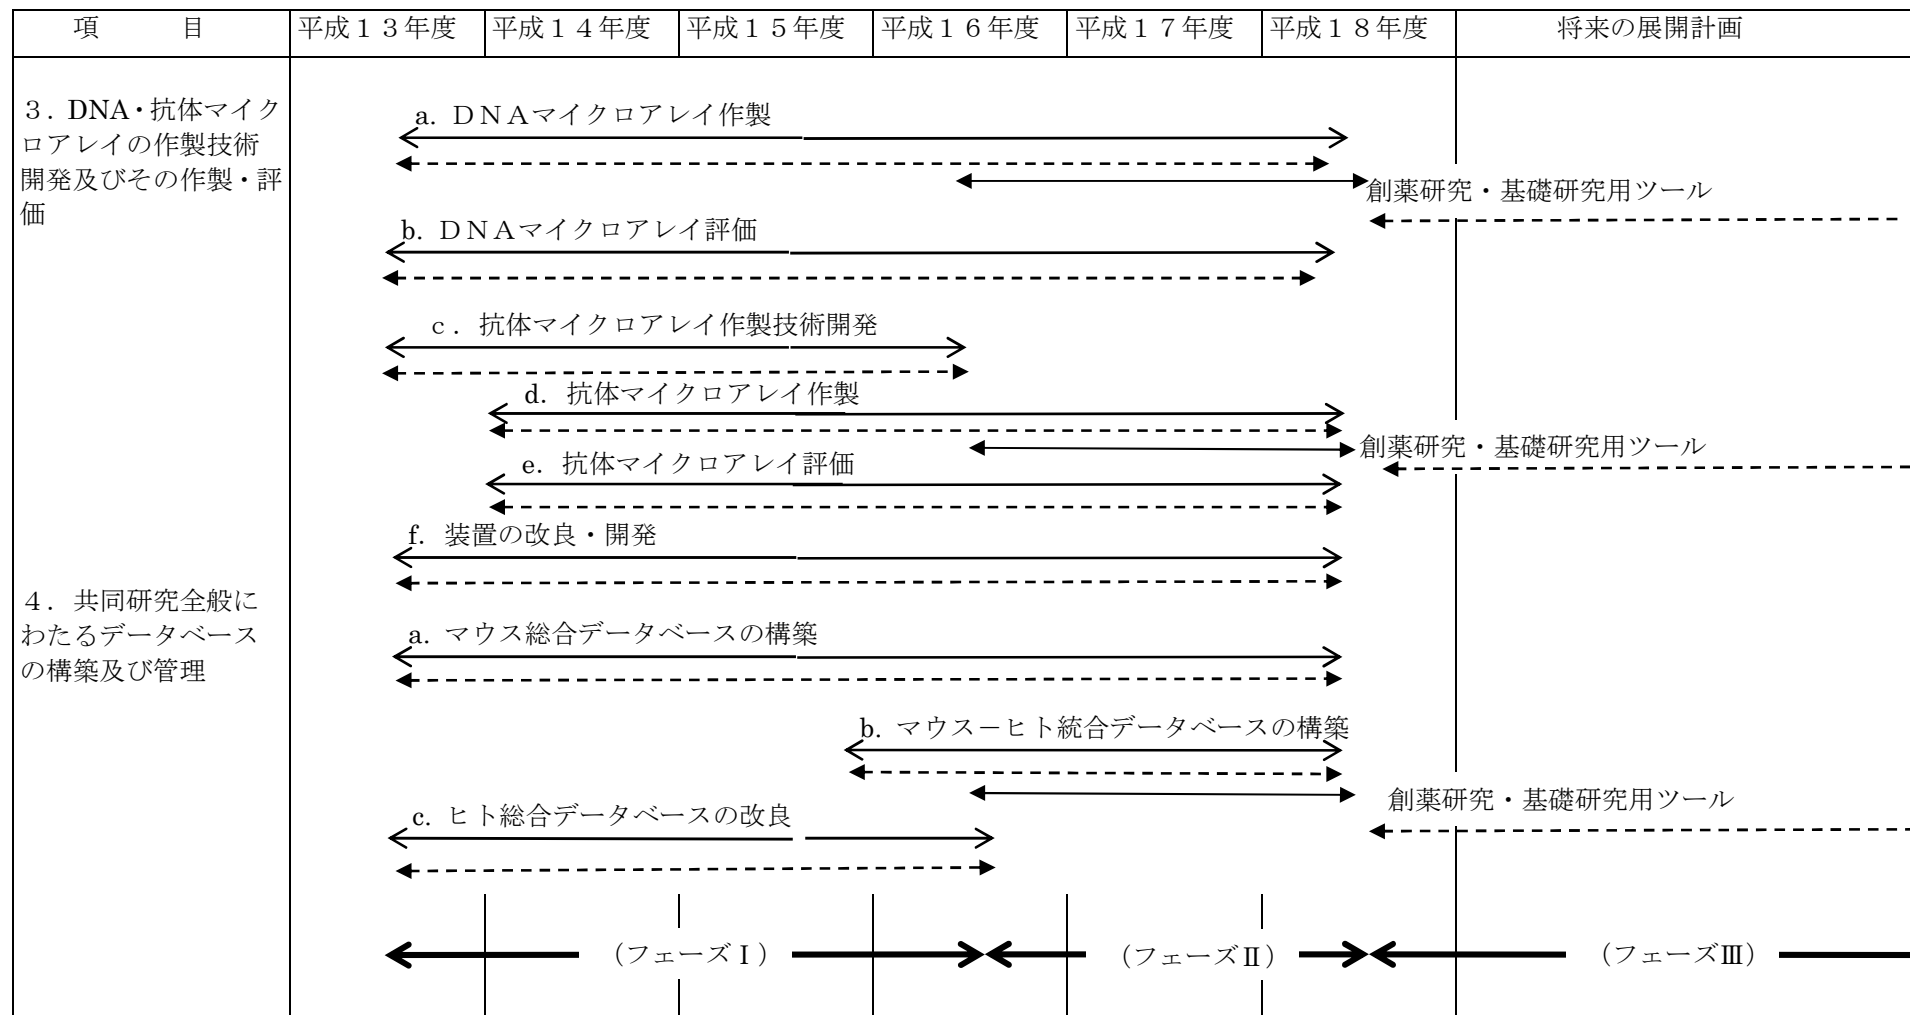 項　　　目
平成１３年度
平成１４年度
平成１５年度
平成１６年度
平成１７年度
平成１８年度
将来の展開計画
３．DNA・抗体マイク
ロアレイの作製技術
開発及びその作製・評
価
a. ＤＮＡマイクロアレイ作製
創薬研究・基礎研究用ツール
b. ＤＮＡマイクロアレイ評価
ｃ．抗体マイクロアレイ作製技術開発
d. 抗体マイクロアレイ作製
創薬研究・基礎研究用ツール
e. 抗体マイクロアレイ評価
f. 装置の改良・開発
４．共同研究全般に
わたるデータベース
の構築及び管理
a. マウス総合データベースの構築
b. マウス－ヒト統合データベースの構築
創薬研究・基礎研究用ツール
c. ヒト総合データベースの改良
（フェーズⅠ）
（フェーズⅡ）
（フェーズⅢ）